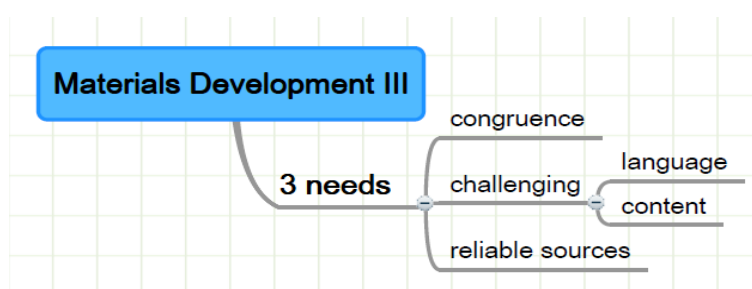 Materials Development III
3 needs
congruence
challenging
language
content
reliable sources